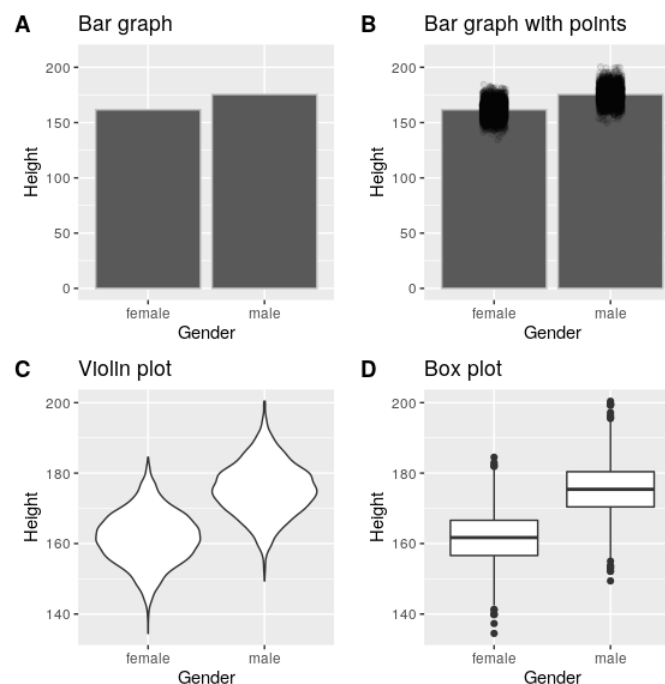 A Bar graph
200
150
100
50
0
Height
female male
Gender
B Bar graph with points
200
150
100
50
0
Height
female male
Gender
C Violin plot
200
180
160
140
Height
female male
Gender
D Box plot
200
180
160
140
Height
female male
Gender